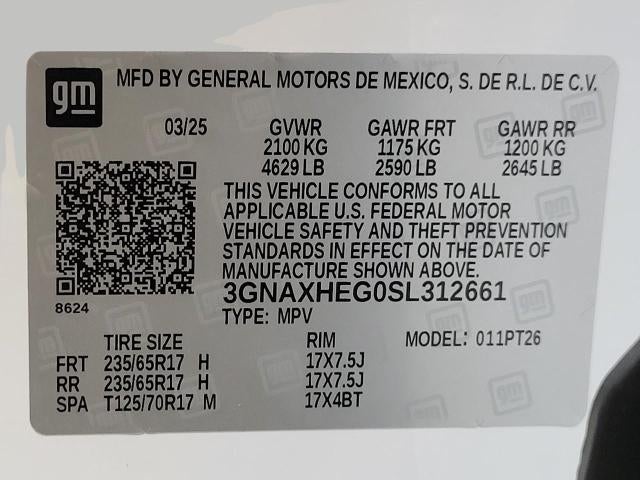 gm MFD BY GENERAL MOTORS DE MEXICO, S. DE R.L. DE C.V.
03/25 GVWR GAWR FRT GAWR RR
2100 KG 1175 KG 1200 KG
4629 LB 2590 LB 2645 LB
THIS VEHICLE CONFORMS TO ALL
APPLICABLE U.S. FEDERAL MOTOR
VEHICLE SAFETY AND THEFT PREVENTION
STANDARDS IN EFFECT ON THE DATE OF
MANUFACTURE SHOWN ABOVE.
3GNAXHEG0SL312661
8624
TYPE: MPV
TIRE SIZE RIM MODEL: 011PT26
FRT 235/65R17 H 17X7.5J
RR 235/65R17 H 17X7.5J
SPA T125/70R17 M 17X4BT